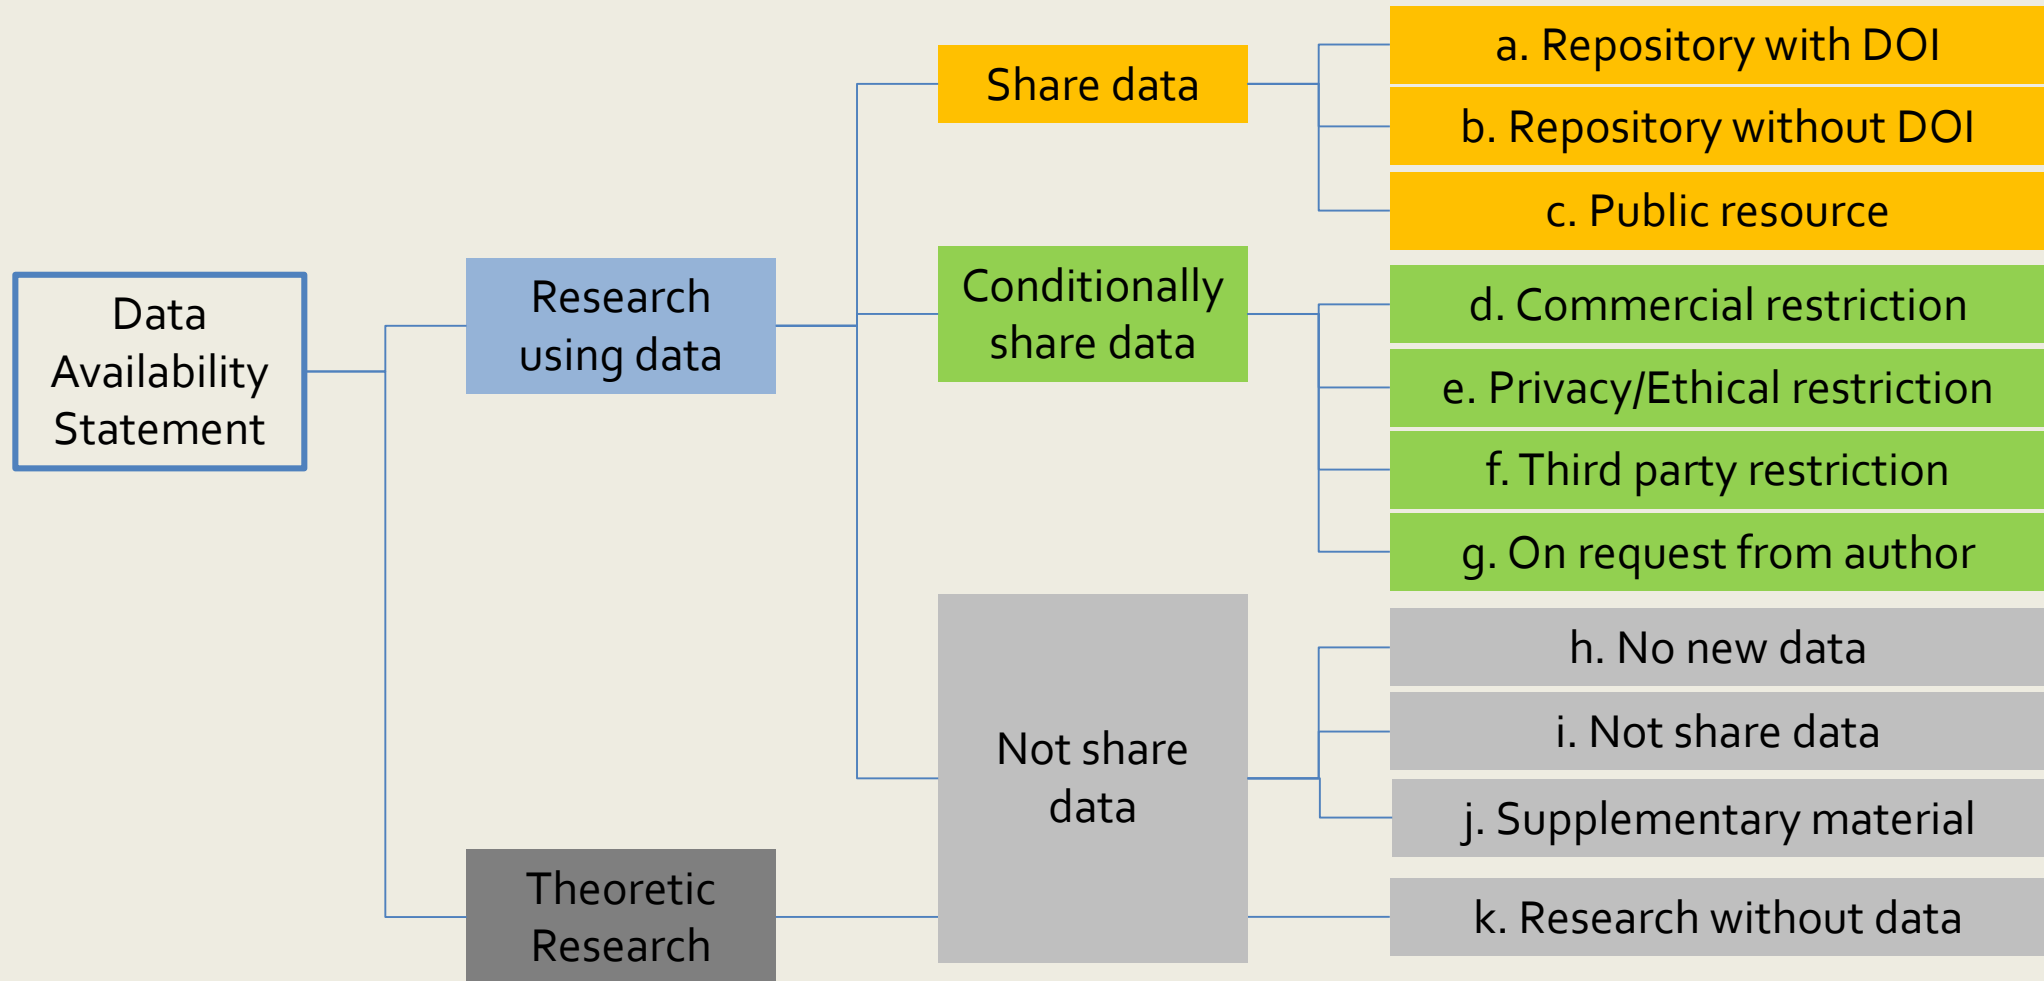 Data
Availability
Statement
Research
using data
Theoretic
Research
Share data
Conditionally
share data
Not share
data
a. Repository with DOI
b. Repository without DOI
c. Public resource
d. Commercial restriction
e. Privacy/Ethical restriction
f. Third party restriction
g. On request from author
h. No new data
i. Not share data
j. Supplementary material
k. Research without data